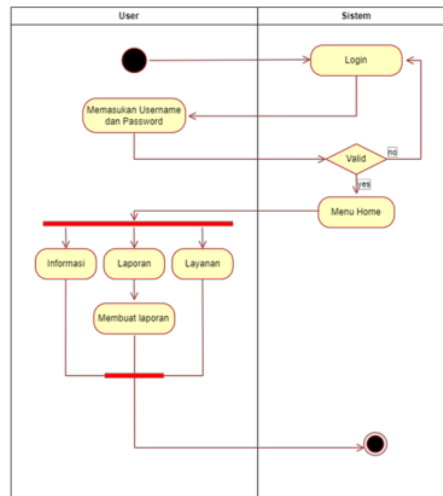 User
Sistem
Login
Memasukan Username
dan Password
Valid
no
yes
Menu Home
Informasi
Laporan
Layanan
Membuat laporan